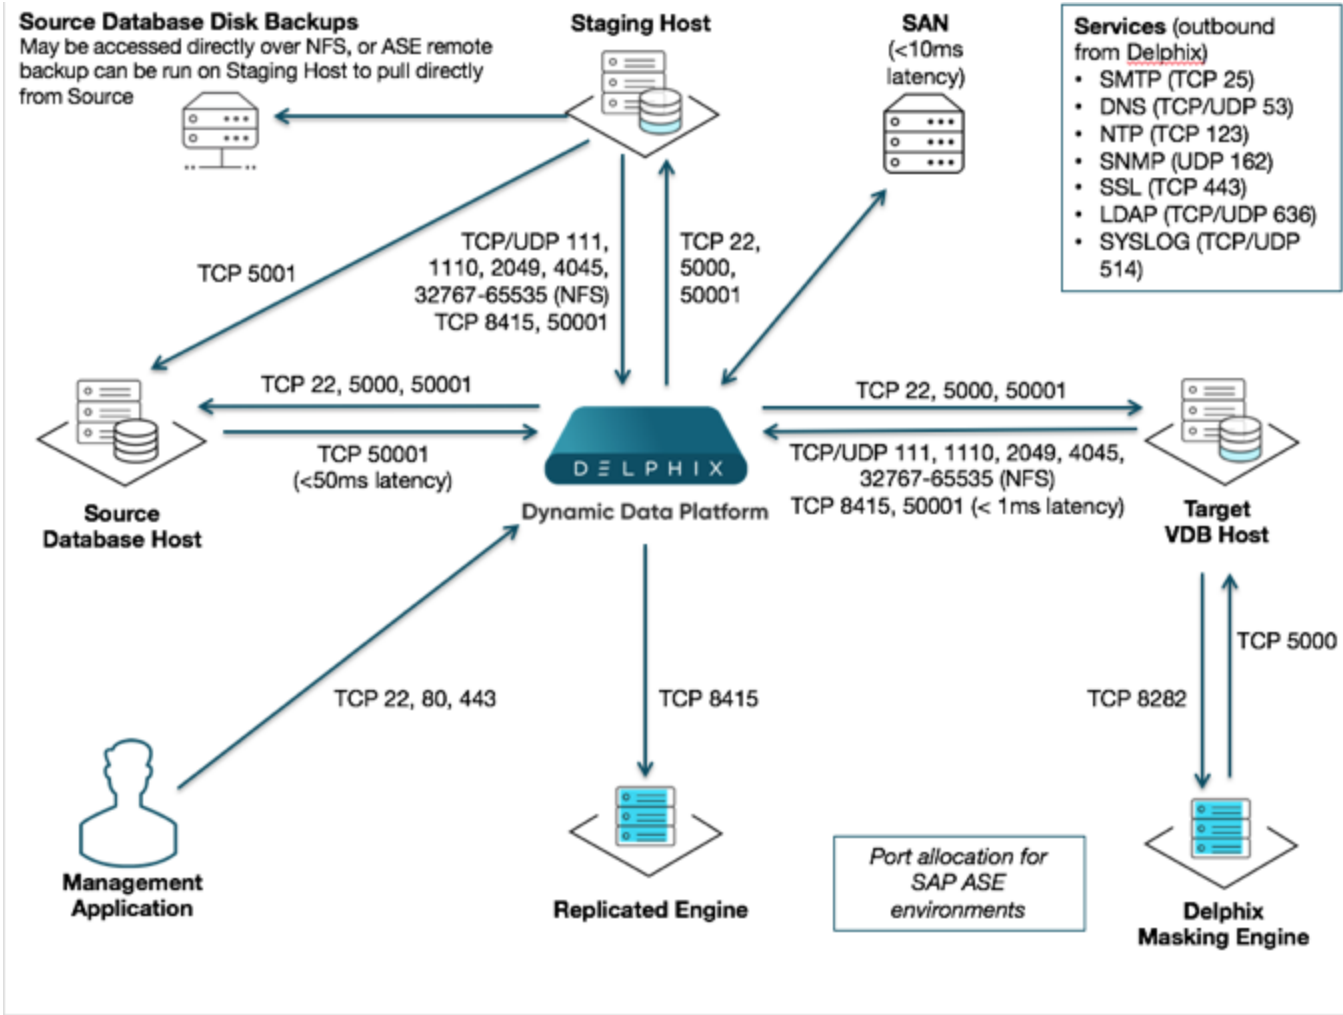 Source Database Disk Backups
May be accessed directly over NFS, or ASE remote
backup can be run on Staging Host to pull directly
from Source
Staging Host
SAN
(<10ms
latency)
Services (outbound
from Delphix)
• SMTP (TCP 25)
• DNS (TCP/UDP 53)
• NTP (TCP 123)
• SNMP (UDP 162)
• SSL (TCP 443)
• LDAP (TCP/UDP 636)
• SYSLOG (TCP/UDP
514)
TCP 5001
TCP/UDP 111,
1110, 2049, 4045,
32767-65535 (NFS)
TCP 8415, 50001
TCP 22,
5000,
50001
TCP 22, 5000, 50001
TCP 50001
(<50ms latency)
Source
Database Host
DELPHIX
Dynamic Data Platform
TCP 22, 5000, 50001
TCP/UDP 111, 1110, 2049, 4045,
32767-65535 (NFS)
TCP 8415, 50001 (< 1ms latency)
Target
VDB Host
TCP 22, 80, 443
TCP 8415
TCP 8282
TCP 5000
Management
Application
Replicated Engine
Port allocation for
SAP ASE
environments
Delphix
Masking Engine